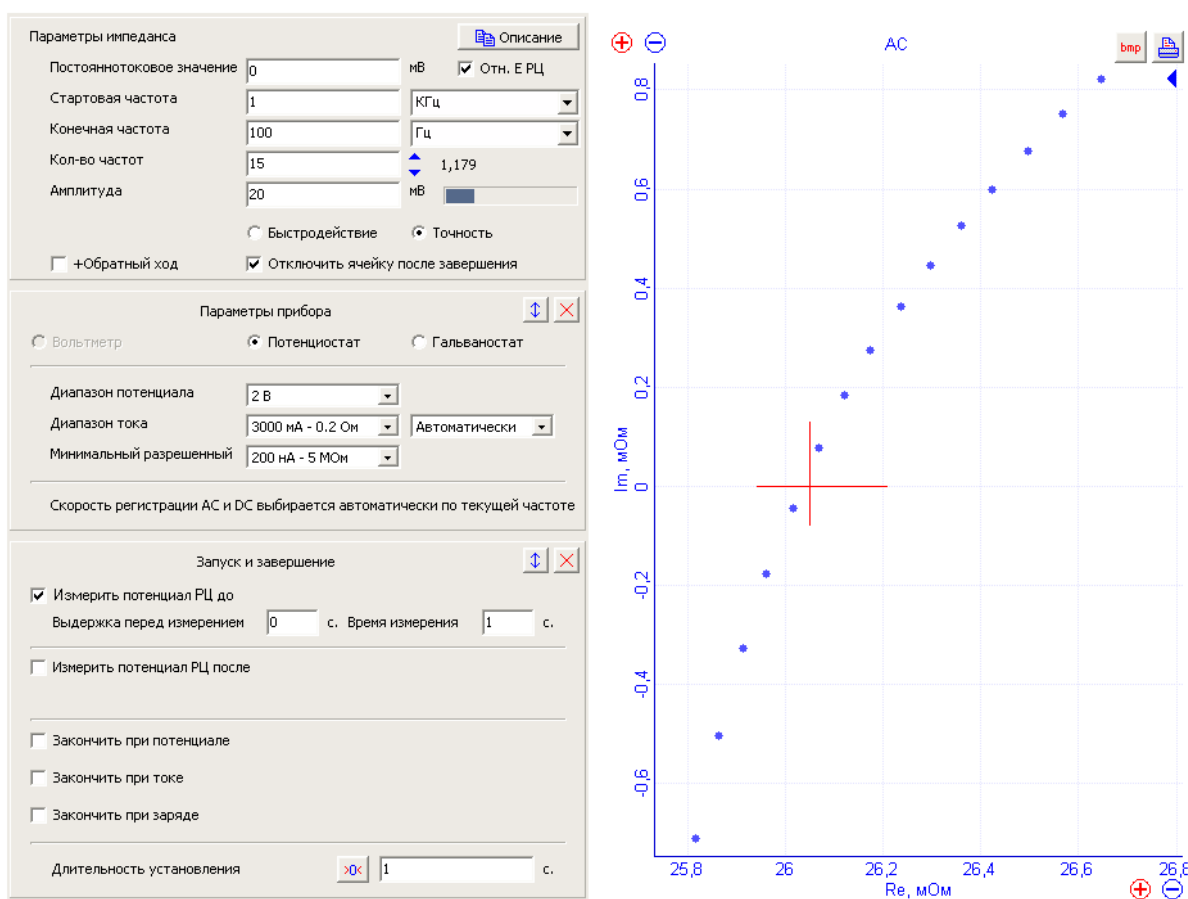 Параметры импеданса Описание
Постояннотоковое значение 0 мВ Отн. Е РЦ
Стартовая частота 1 КГц
Конечная частота 100 Гц
Кол-во частот 15 1,179
Амплитуда 20 мВ
Быстродействие Точность
+Обратный ход Отключить ячейку после завершения
Параметры прибора
Вольтметр Потенциостат Гальваностат
Диапазон потенциала 2 В
Диапазон тока 3000 мА - 0.2 Ом Автоматически
Минимальный разрешенный 200 нА - 5 МОм
Скорость регистрации AC и DC выбирается автоматически по текущей частоте
Запуск и завершение
Измерить потенциал РЦ до
Выдержка перед измерением 0 с. Время измерения 1 с.
Измерить потенциал РЦ после
Закончить при потенциале
Закончить при токе
Закончить при заряде
Длительность установления >0< 1 с.
AC
bmp
0,8
0,6
0,4
0,2
0
-0,2
-0,4
-0,6
Im, мОм
25,8 26 26,2 26,4 26,6 26,8
Re, мОм